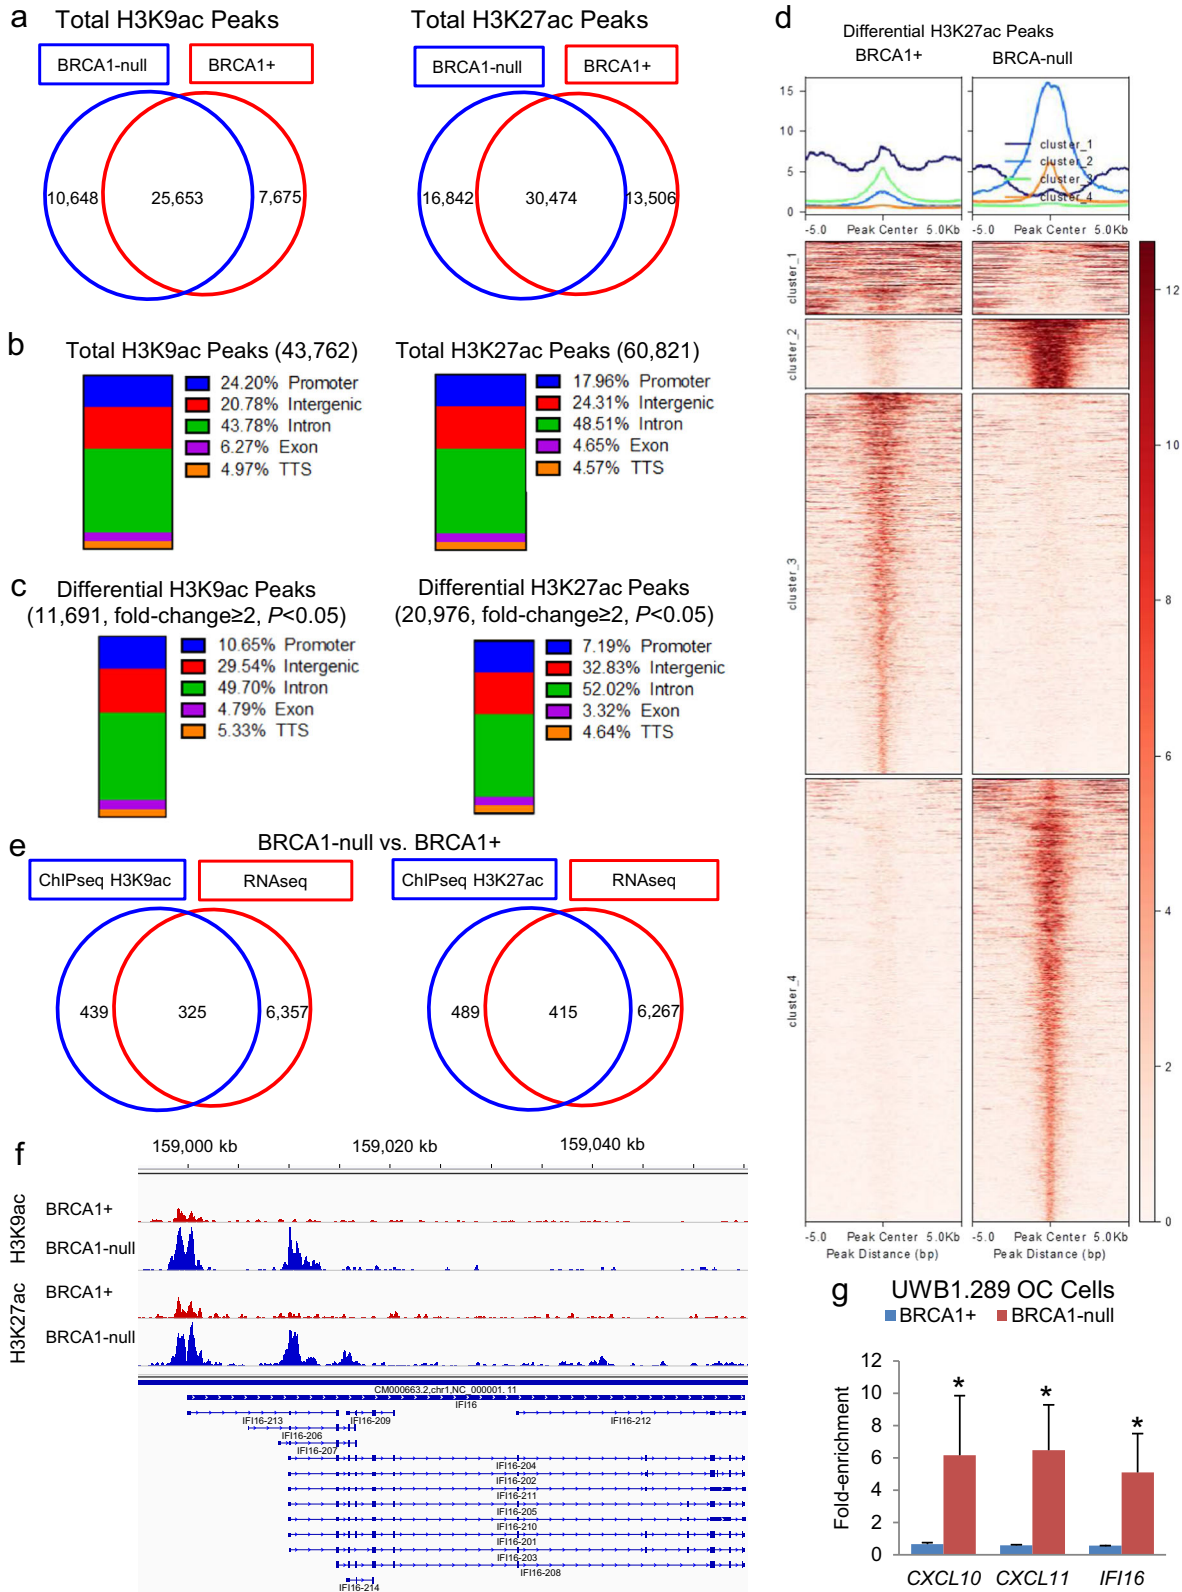 a
Total H3K9ac Peaks
Total H3K27ac Peaks
BRCA1-null
BRCA1+
BRCA1-null
BRCA1+
10,648
25,653
7,675
16,842
30,474
13,506
b
Total H3K9ac Peaks (43,762)
24.20% Promoter
20.78% Intergenic
43.78% Intron
6.27% Exon
4.97% TTS
Total H3K27ac Peaks (60,821)
17.96% Promoter
24.31% Intergenic
48.51% Intron
4.65% Exon
4.57% TTS
c
Differential H3K9ac Peaks
(11,691, fold-change≥2, P<0.05)
10.65% Promoter
29.54% Intergenic
49.70% Intron
4.79% Exon
5.33% TTS
Differential H3K27ac Peaks
(20,976, fold-change≥2, P<0.05)
7.19% Promoter
32.83% Intergenic
52.02% Intron
3.32% Exon
4.64% TTS
d
Differential H3K27ac Peaks
BRCA1+
BRCA-null
15
10
5
0
cluster_1
cluster_2
cluster_3
cluster_4
-5.0 Peak Center 5.0Kb
-5.0 Peak Center 5.0Kb
cluster_1
cluster_2
cluster_3
cluster_4
12
10
8
6
4
2
0
-5.0 Peak Center 5.0Kb
Peak Distance (bp)
-5.0 Peak Center 5.0Kb
Peak Distance (bp)
e
BRCA1-null vs. BRCA1+
ChIPseq H3K9ac
RNAseq
ChIPseq H3K27ac
RNAseq
439
325
6,357
489
415
6,267
f
159,000 kb
159,020 kb
159,040 kb
H3K9ac
BRCA1+
BRCA1-null
H3K27ac
BRCA1+
BRCA1-null
CM000663.2,chr1,NC_000001.11
IFI16
IFI16-213
IFI16-209
IFI16-212
IFI16-206
IFI16-207
IFI16-204
IFI16-202
IFI16-211
IFI16-205
IFI16-210
IFI16-201
IFI16-203
IFI16-208
IFI16-214
g
UWB1.289 OC Cells
BRCA1+
BRCA1-null
Fold-enrichment
12
10
8
6
4
2
0
*
*
*
CXCL10
CXCL11
IFI16